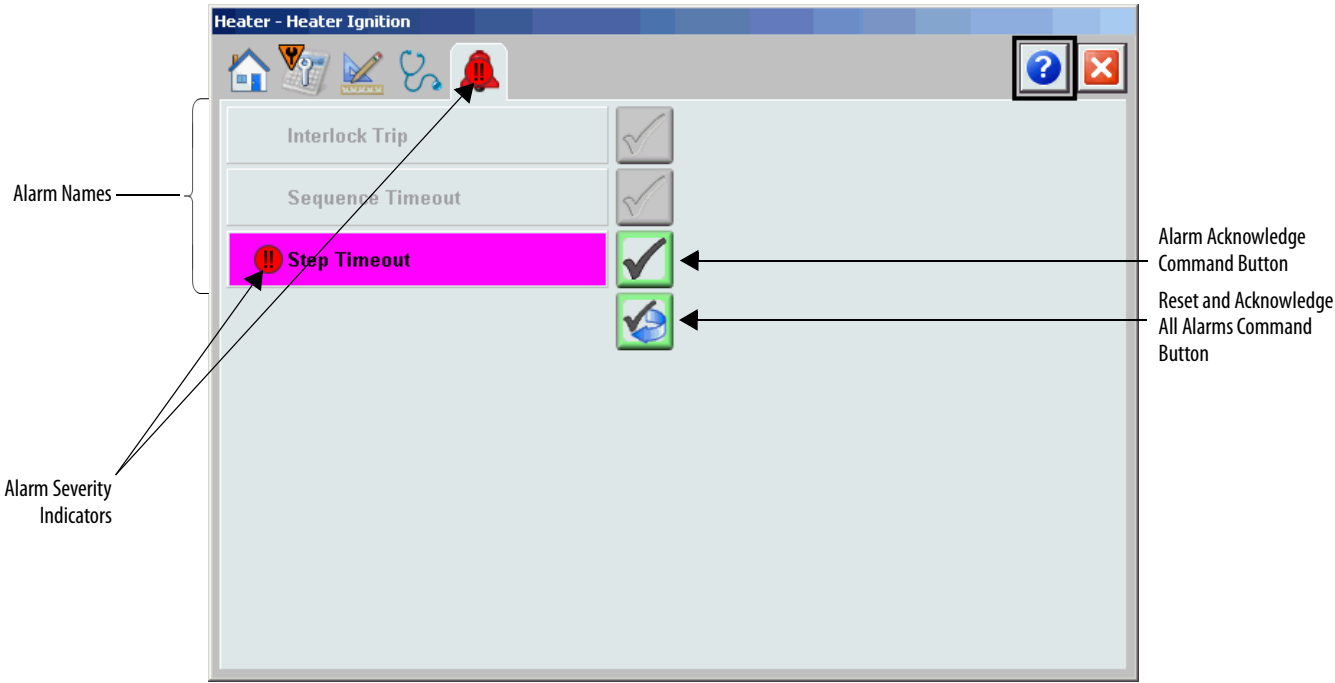 Heater - Heater Ignition
?
!!
Interlock Trip
Sequence Timeout
!! Step Timeout
Alarm Names
Alarm Severity
Indicators
Alarm Acknowledge
Command Button
Reset and Acknowledge
All Alarms Command
Button